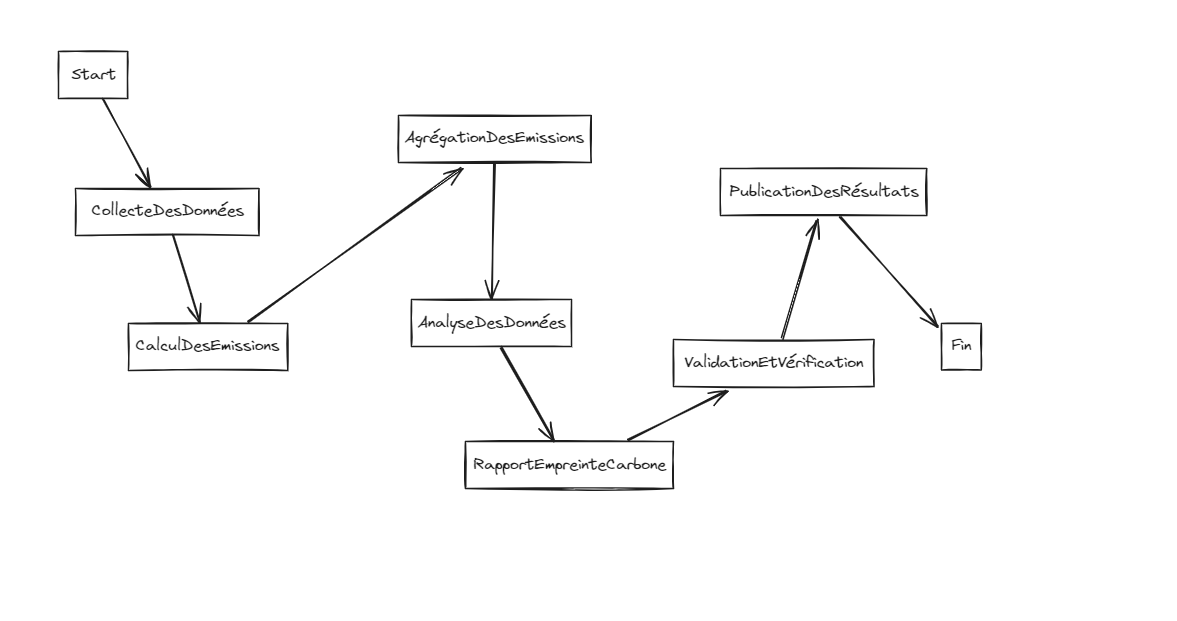 Start
CollecteDesDonnées
CalculDesEmissions
AgrégationDesEmissions
AnalyseDesDonnées
RapportEmpreinteCarbone
ValidationEtVérification
PublicationDesRésultats
Fin